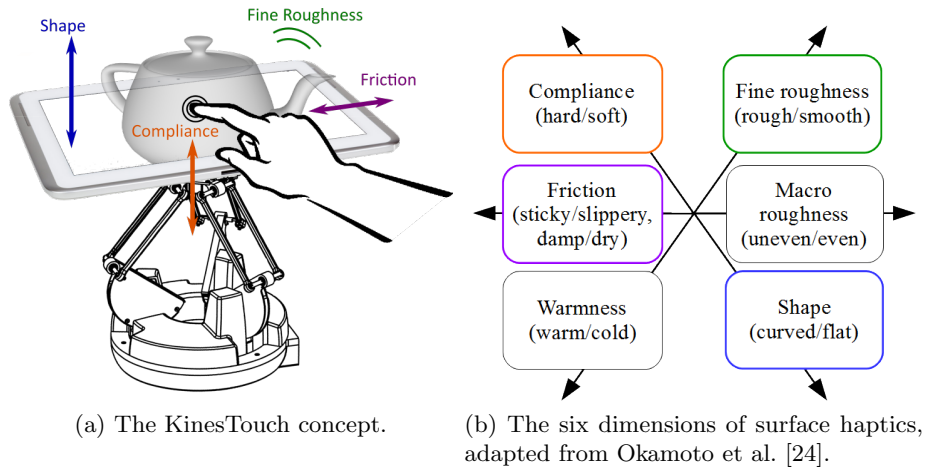 Shape
Fine Roughness
Friction
Compliance
(a) The KinesTouch concept.
Compliance
(hard/soft)
Fine roughness
(rough/smooth)
Friction
(sticky/slippery,
damp/dry)
Macro
roughness
(uneven/even)
Warmness
(warm/cold)
Shape
(curved/flat)
(b) The six dimensions of surface haptics,
adapted from Okamoto et al. [24].